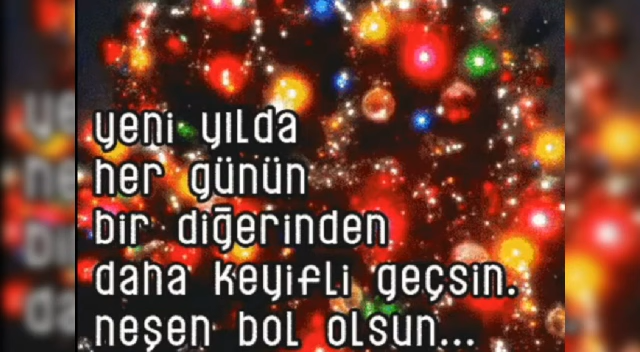 yeni yılda
her günün
bir diğerinden
daha keyifli geçsin.
neşen bol olsun...